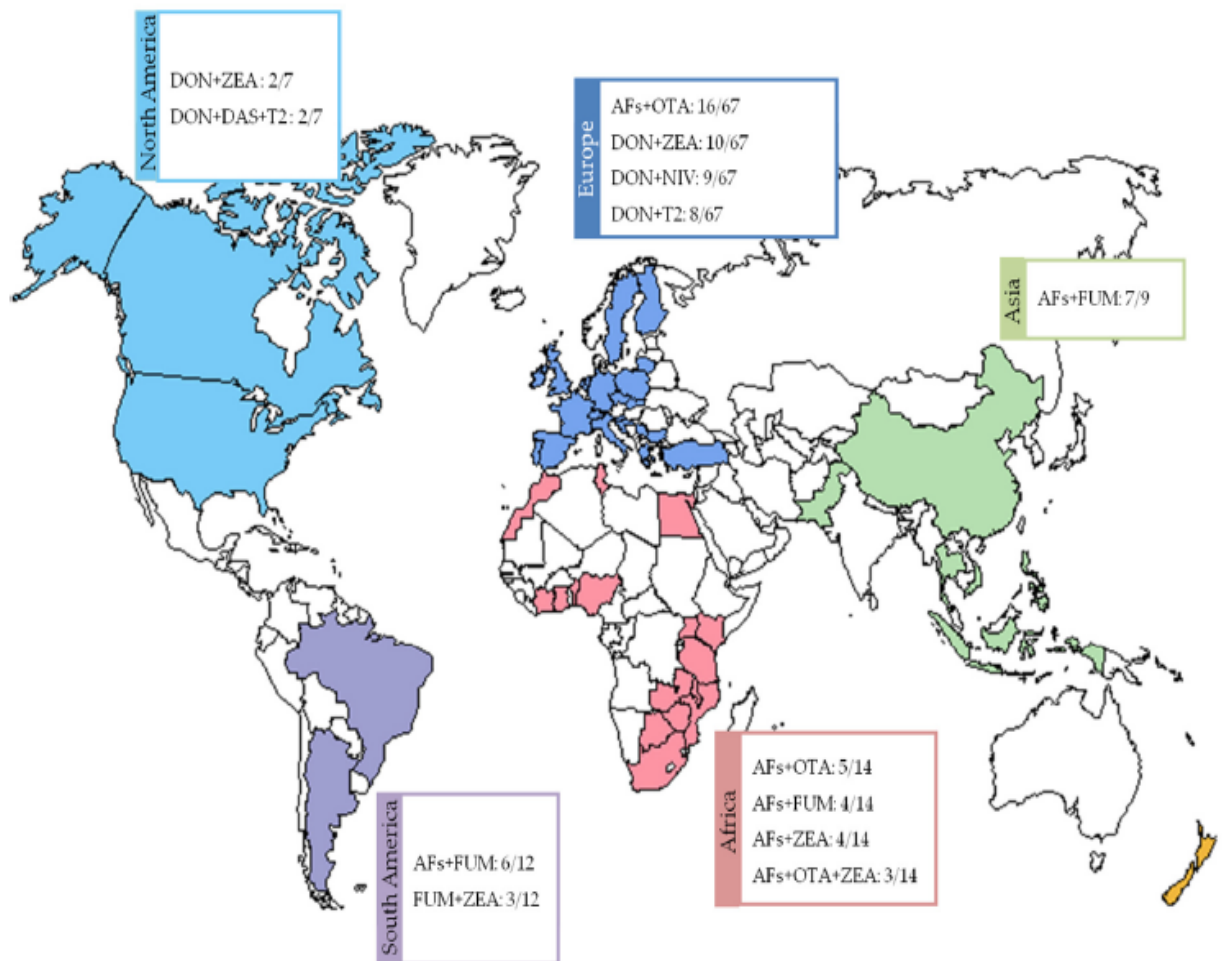 North America
DON+ZEA: 2/7
DON+DAS+T2: 2/7
Europe
AFs+OTA: 16/67
DON+ZEA: 10/67
DON+NIV: 9/67
DON+T2: 8/67
Asia
AFs+FUM: 7/9
Africa
AFs+OTA: 5/14
AFs+FUM: 4/14
AFs+ZEA: 4/14
AFs+OTA+ZEA: 3/14
South America
AFs+FUM: 6/12
FUM+ZEA: 3/12